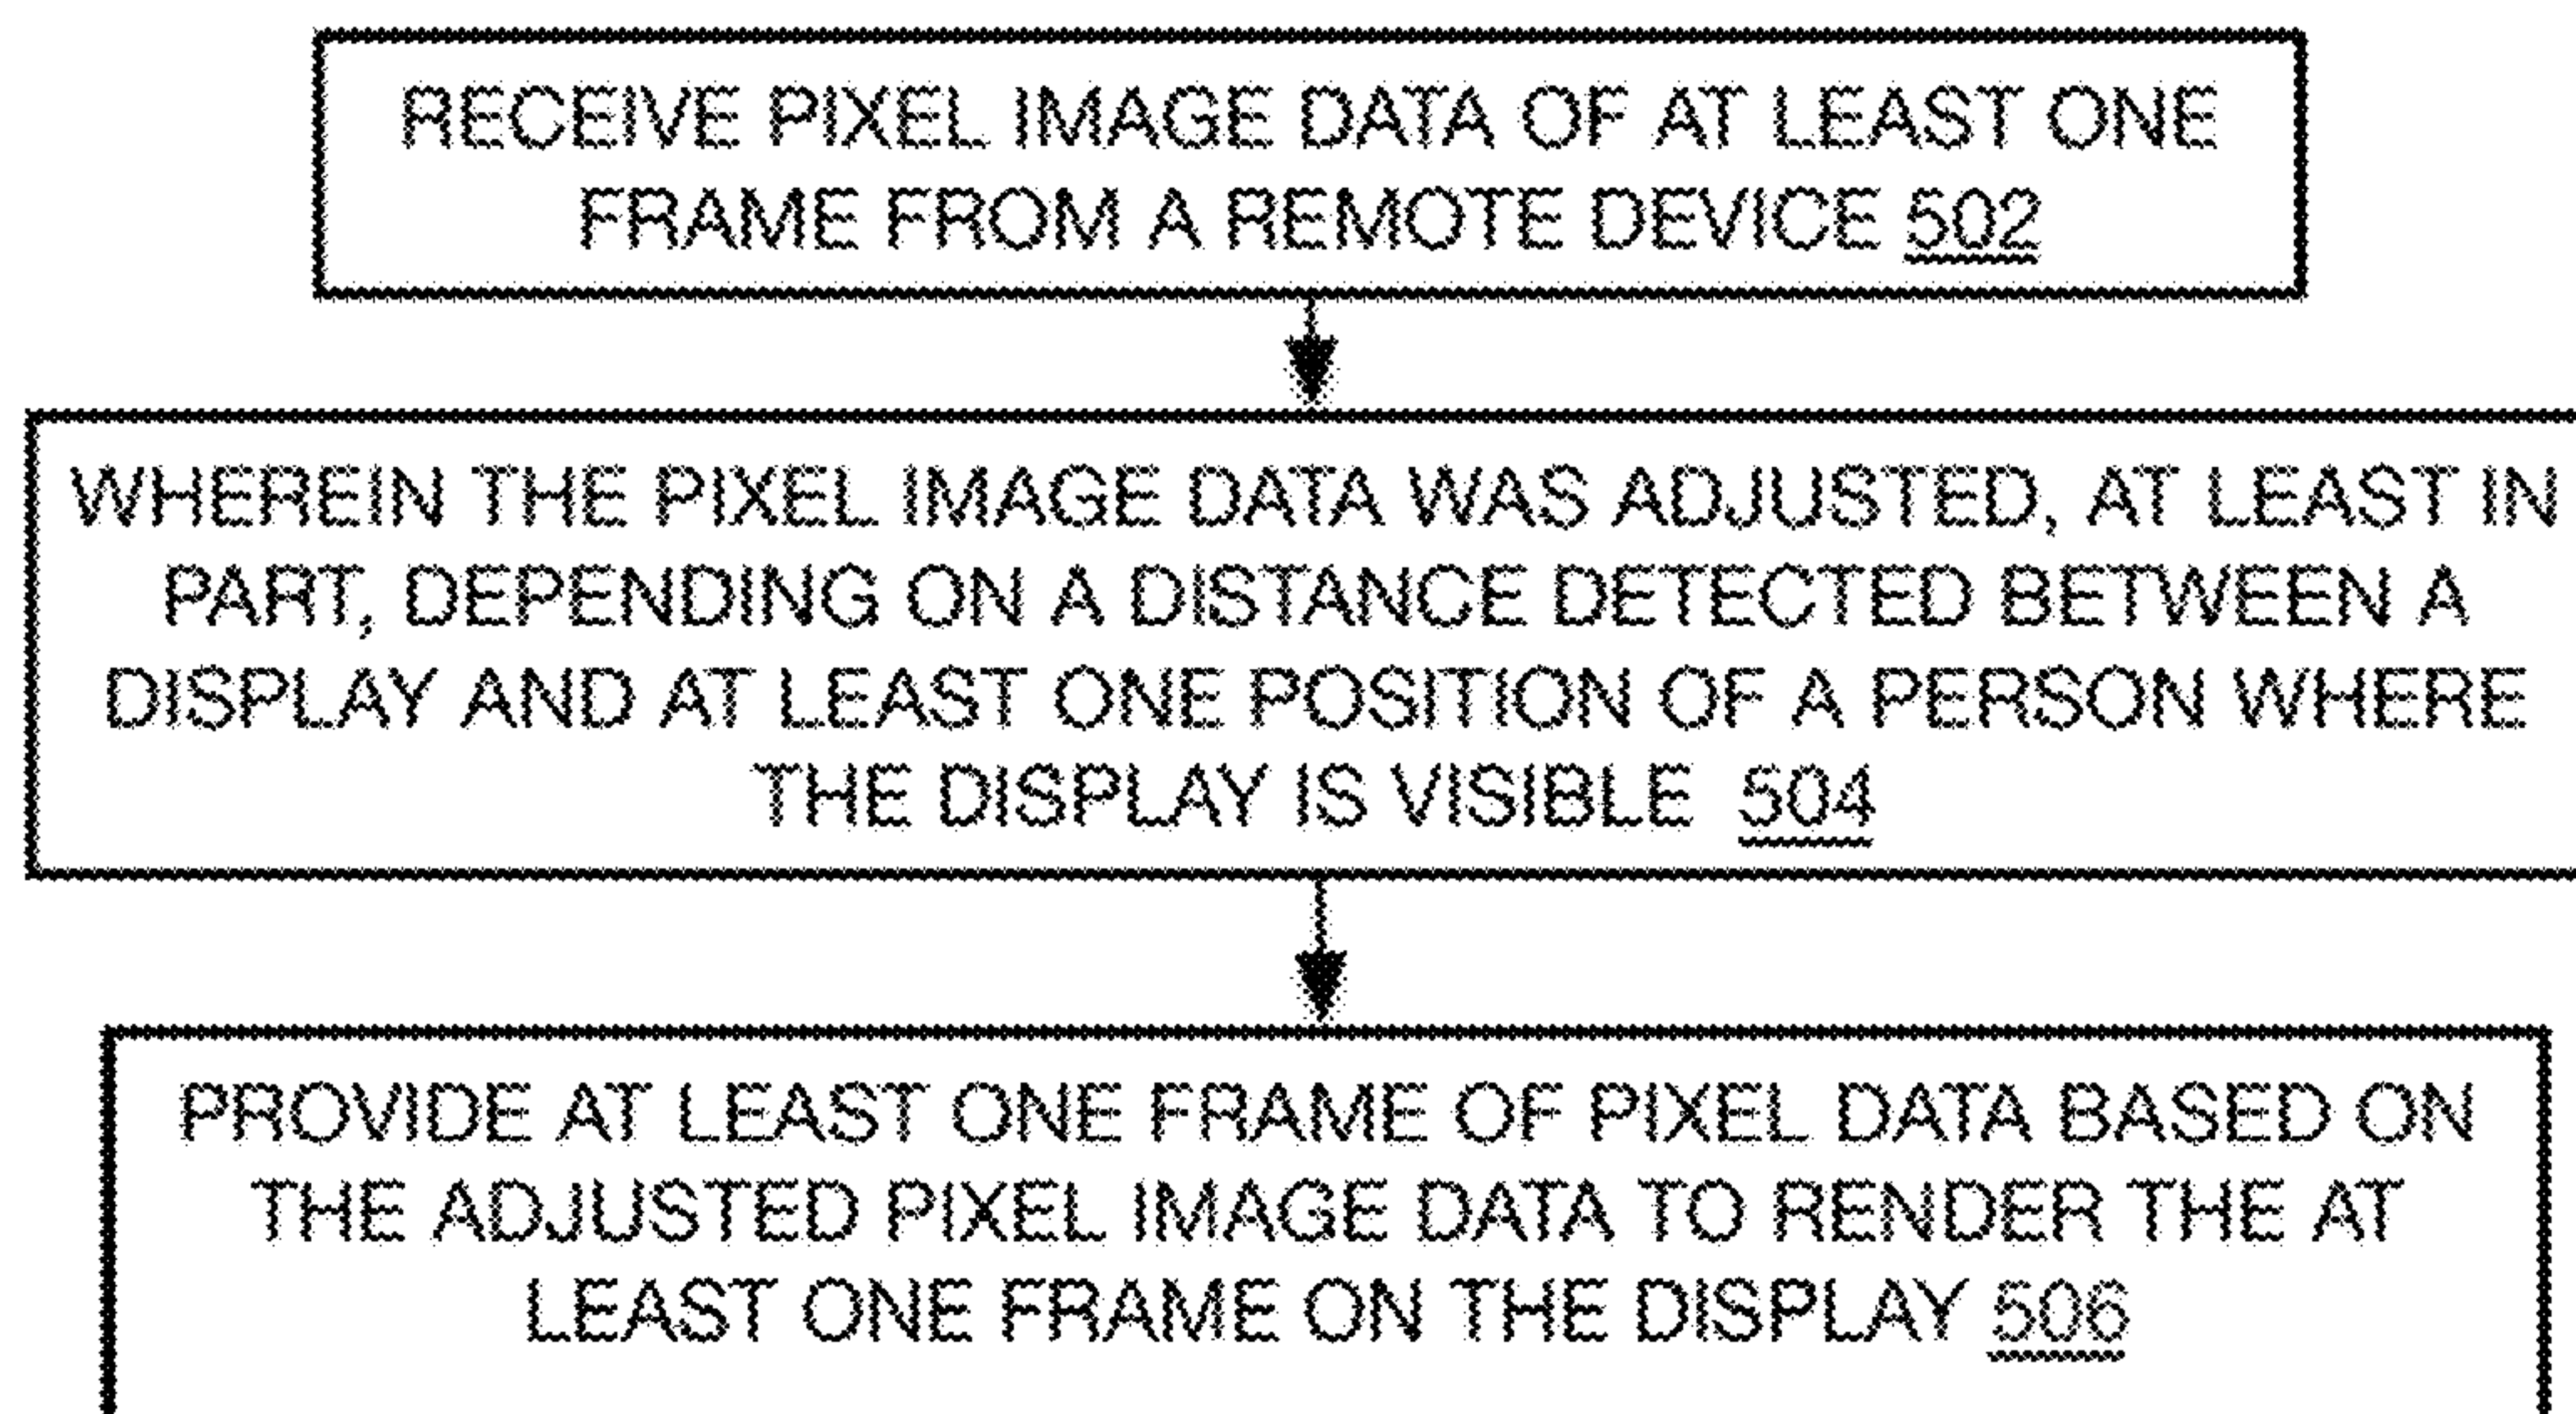 RECEIVE PIXEL IMAGE DATA OF AT LEAST ONE
FRAME FROM A REMOTE DEVICE 502
WHEREIN THE PIXEL IMAGE DATA WAS ADJUSTED, AT LEAST IN
PART, DEPENDING ON A DISTANCE DETECTED BETWEEN A
DISPLAY AND AT LEAST ONE POSITION OF A PERSON WHERE
THE DISPLAY IS VISIBLE 504
PROVIDE AT LEAST ONE FRAME OF PIXEL DATA BASED ON
THE ADJUSTED PIXEL IMAGE DATA TO RENDER THE AT
LEAST ONE FRAME ON THE DISPLAY 506